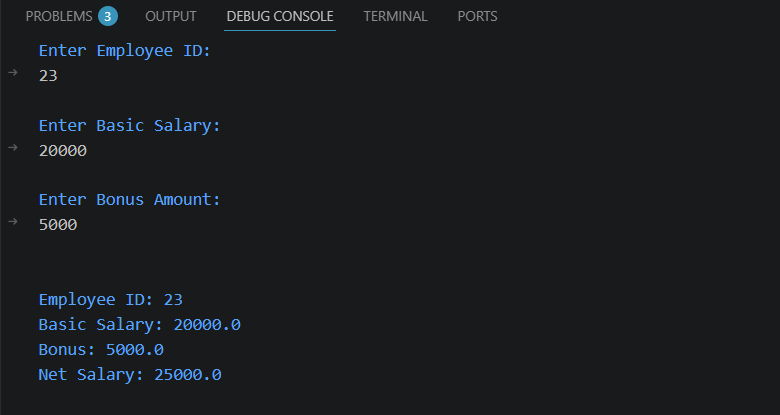 PROBLEMS 3 OUTPUT DEBUG CONSOLE TERMINAL PORTS
Enter Employee ID:
→ 23
Enter Basic Salary:
→ 20000
Enter Bonus Amount:
→ 5000
Employee ID: 23
Basic Salary: 20000.0
Bonus: 5000.0
Net Salary: 25000.0